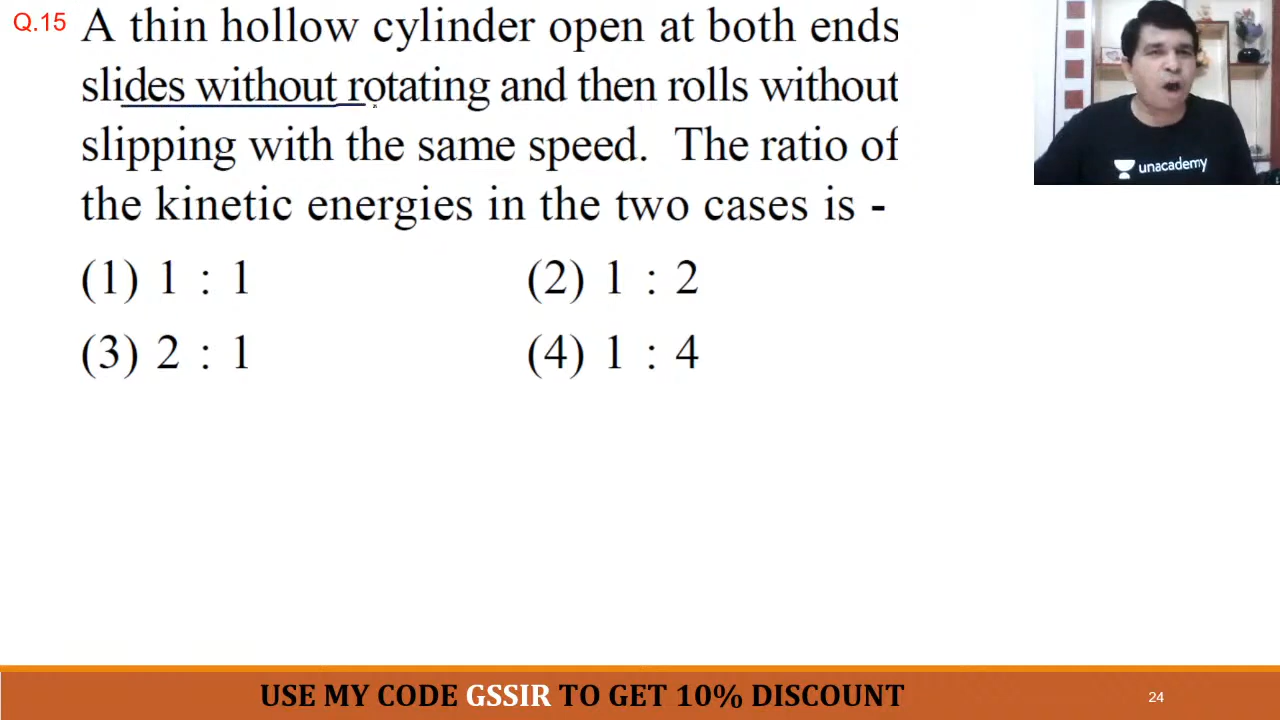 Q.15
A thin hollow cylinder open at both ends
slides without rotating and then rolls without
slipping with the same speed. The ratio of
the kinetic energies in the two cases is -
(1) 1 : 1 (2) 1 : 2
(3) 2 : 1 (4) 1 : 4
unacademy
USE MY CODE GSSIR TO GET 10% DISCOUNT
24